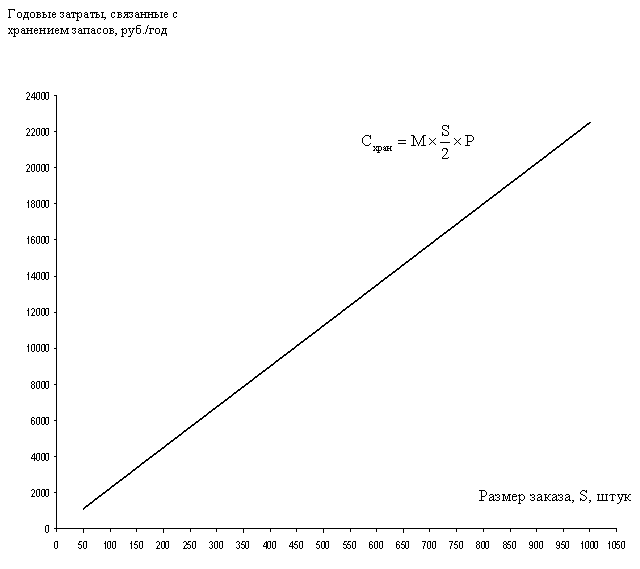 Годовые затраты, связанные с
хранением запасов, руб./год
24000
22000
20000
18000
16000
14000
12000
10000
8000
6000
4000
2000
0
C хран = M × S/2 × P
Размер заказа, S, штук
0 50 100 150 200 250 300 350 400 450 500 550 600 650 700 750 800 850 900 950 1000 1050